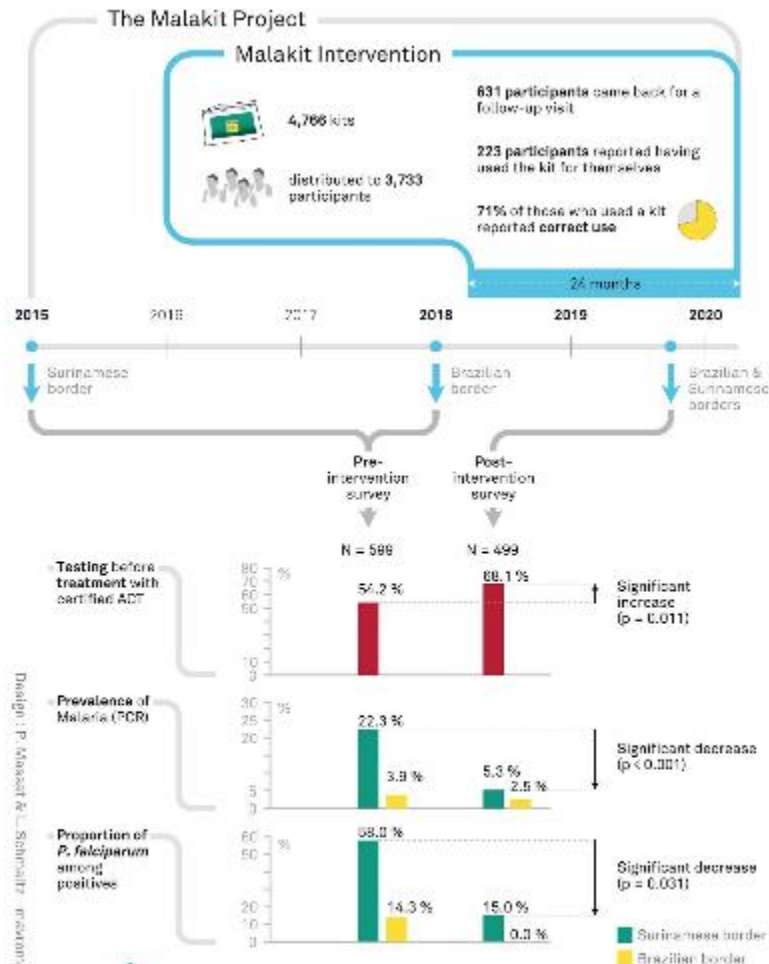 The Malakit Project
Malakit Intervention
4,766 kits
distributed to 3,733
participants
631 participants came back for a
follow-up visit
223 participants reported having
used the kit for themselves
71% of those who used a kit
reported correct use
24 months
2015
2016
2017
2018
2019
2020
Surinamese
border
Brazilian
border
Brazilian &
Surinamese
borders
Pre-
intervention
survey
Post-
intervention
survey
N =
N = 499
Testing before
treatment with
certified ACT
80
70
60
50
10
0
%
54.2 %
68.1 %
Significant
increase
(p = 0.011)
Prevalence of
Malaria (PCR)
30
25
20
5
0
%
22.3 %
3.9 %
5.3 %
2.5 %
Significant decrease
(p < 0.001)
Proportion of
P. falciparum
among
positives
60
50
20
10
0
%
58.0 %
14.3 %
15.0 %
0.0 %
Significant decrease
(p = 0.031)
Surinamese border
Brazilian border
Design : P. & L.